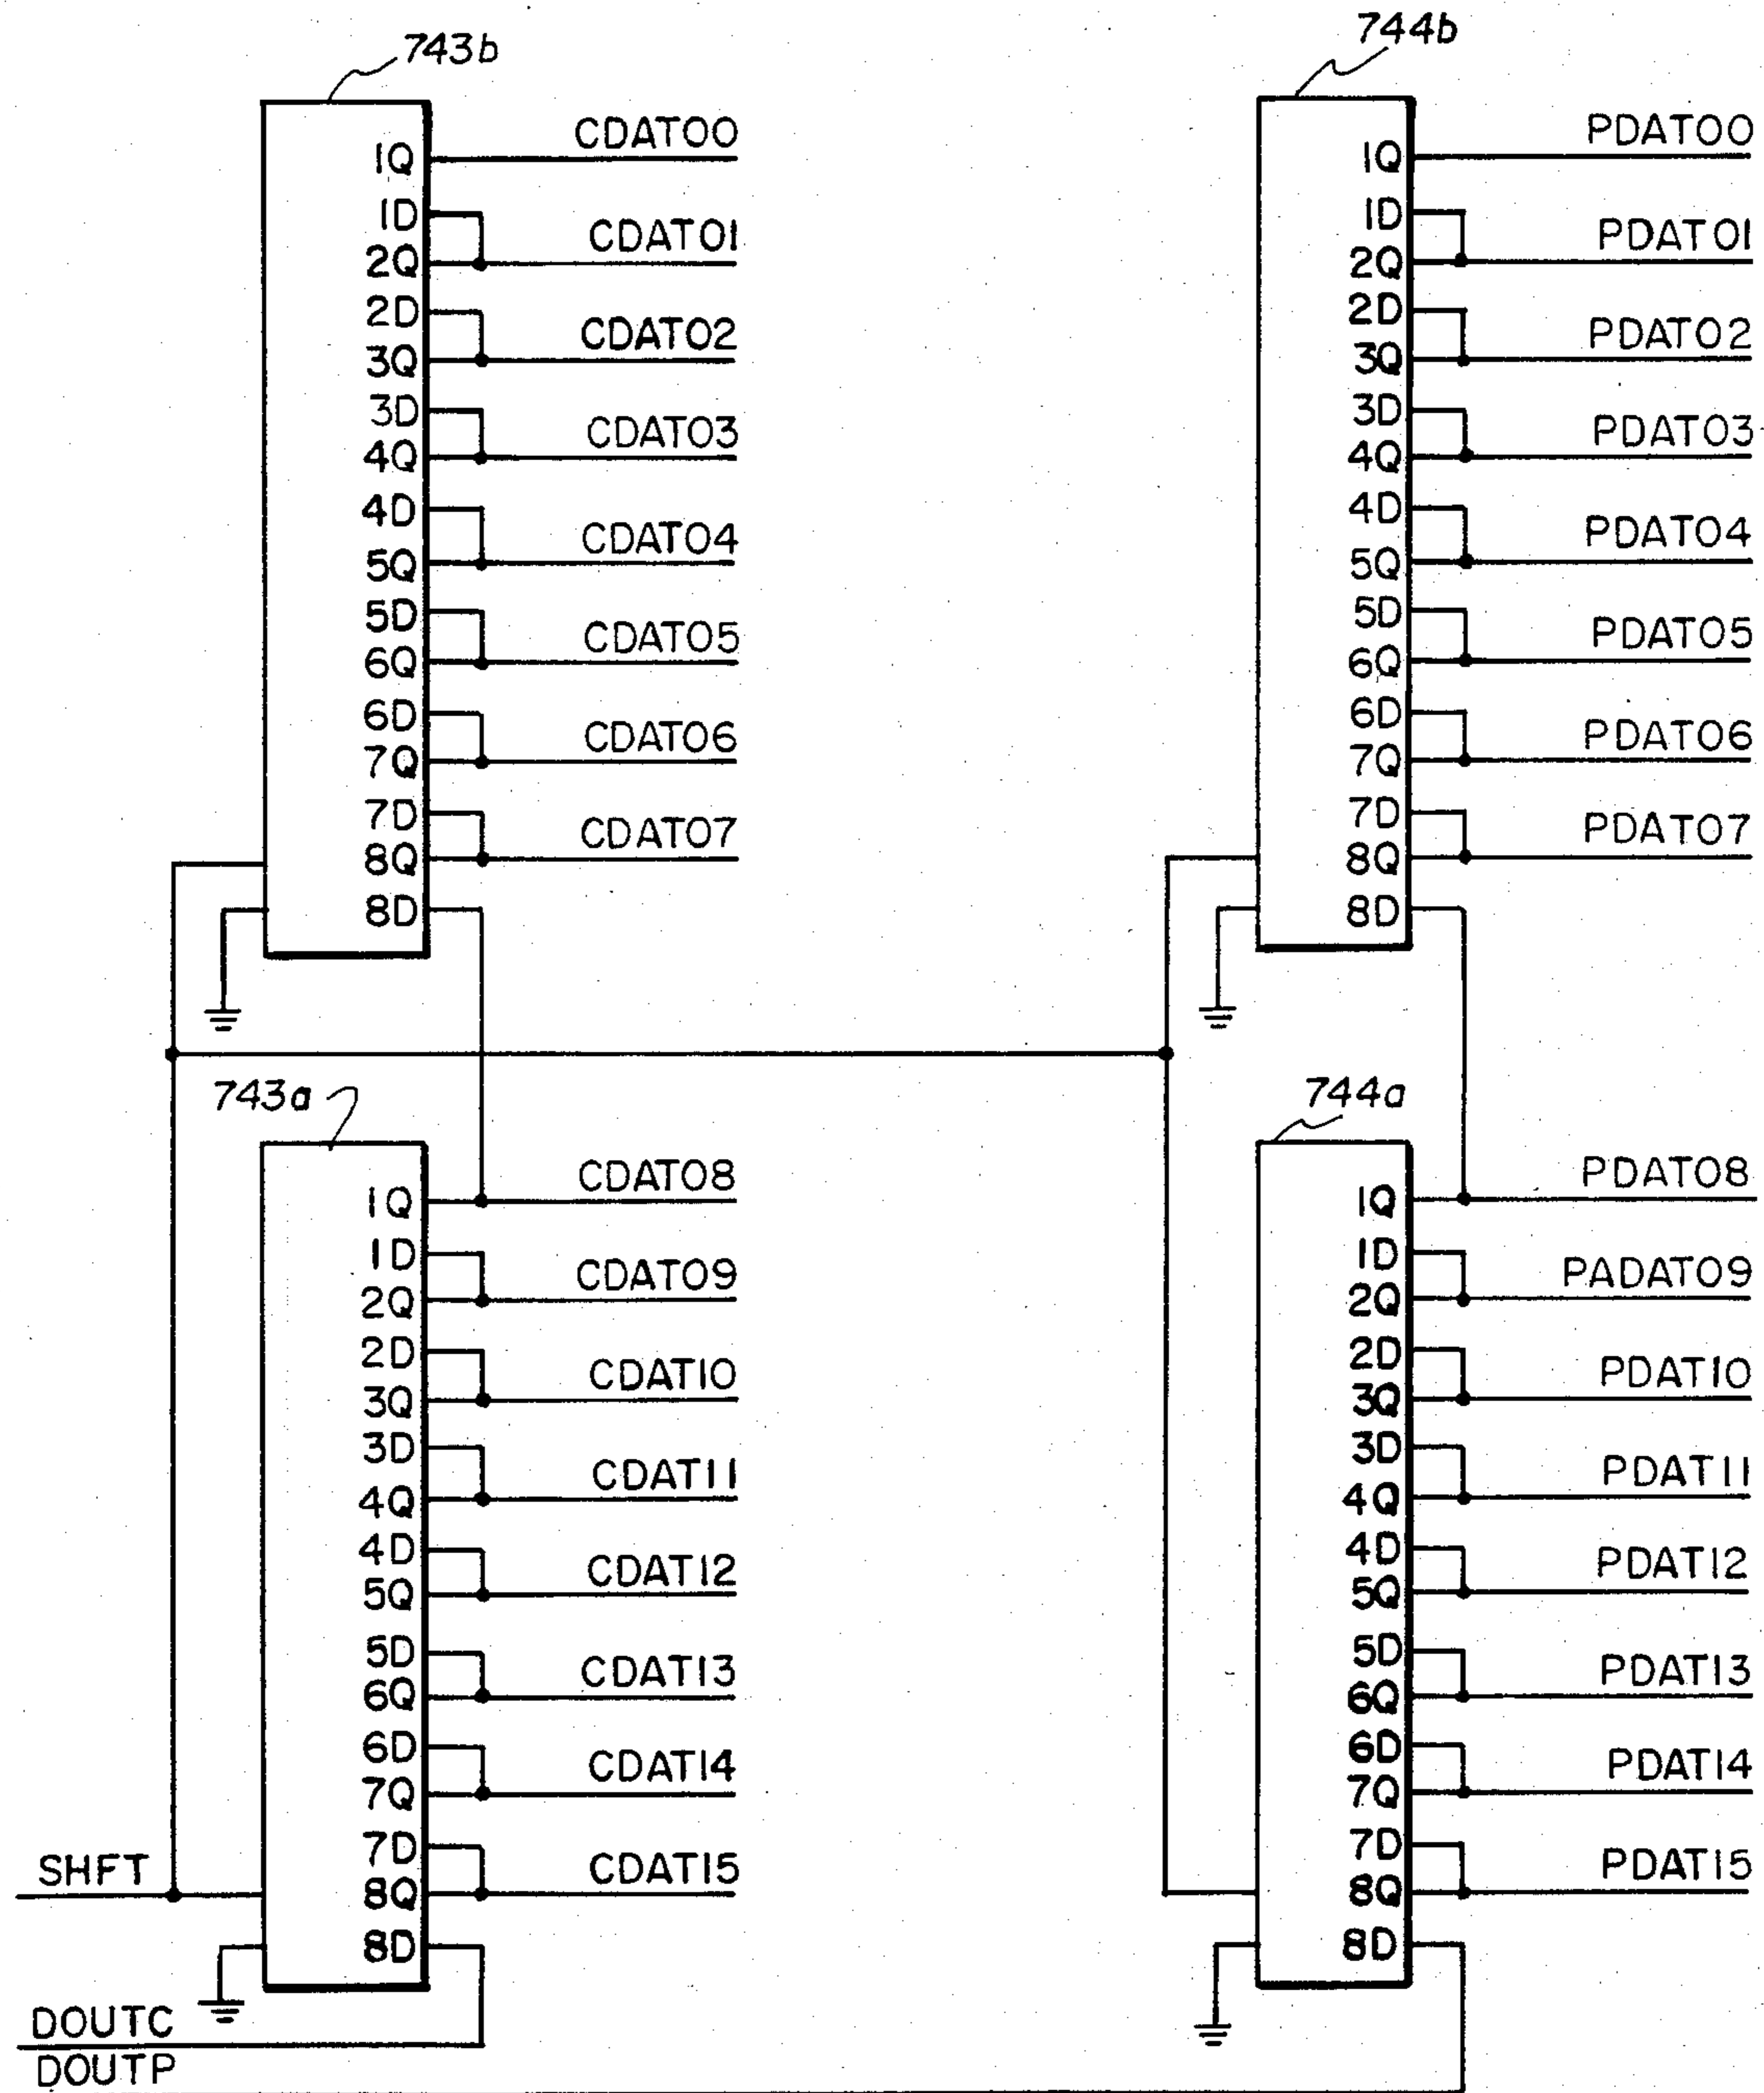 743b
1Q CDAT00
1D
2Q CDAT01
2D
3Q CDAT02
3D
4Q CDAT03
4D
5Q CDAT04
5D
6Q CDAT05
6D
7Q CDAT06
7D
8Q CDAT07
8D
744b
1Q PDAT00
1D
2Q PDAT01
2D
3Q PDAT02
3D
4Q PDAT03
4D
5Q PDAT04
5D
6Q PDAT05
6D
7Q PDAT06
7D
8Q PDAT07
8D
743a
1Q CDAT08
1D
2Q CDAT09
2D
3Q CDAT10
3D
4Q CDAT11
4D
5Q CDAT12
5D
6Q CDAT13
6D
7Q CDAT14
7D
8Q CDAT15
8D
SHFT
DOUTC
DOUTP
744a
1Q PDAT08
1D
2Q PADAT09
2D
3Q PDAT10
3D
4Q PDAT11
4D
5Q PDAT12
5D
6Q PDAT13
6D
7Q PDAT14
7D
8Q PDAT15
8D